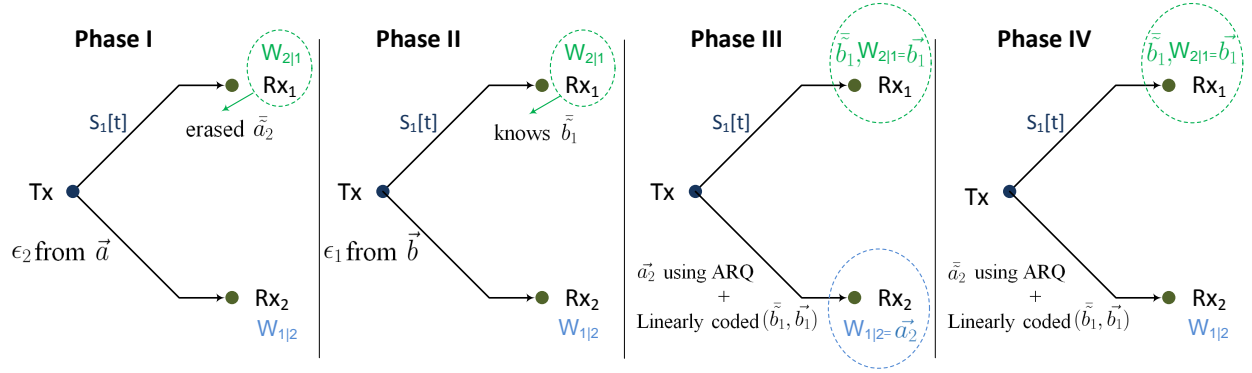 Phase I
W2|1
Rx1
erased ã̄2
S1[t]
Tx
ϵ2 from a⃗
Rx2
W1|2
Phase II
W2|1
Rx1
knows b̃̄1
S1[t]
Tx
ϵ1 from b⃗
Rx2
W1|2
Phase III
b̃̄1, W2|1= b⃗1
Rx1
S1[t]
Tx
a⃗2 using ARQ
+
Linearly coded (b̃̄1, b⃗1)
Rx2
W1|2= a⃗2
Phase IV
b̃̄1, W2|1= b⃗1
Rx1
S1[t]
Tx
ã̄2 using ARQ
+
Linearly coded (b̃̄1, b⃗1)
Rx2
W1|2